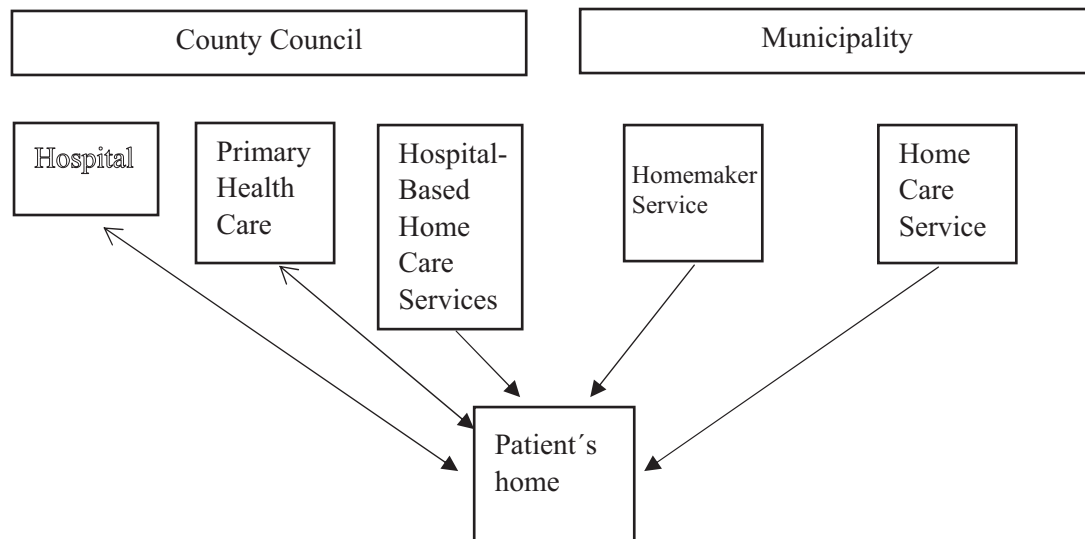 County Council
Municipality
Hospital
Primary
Health
Care
Hospital-
Based
Home
Care
Services
Homemaker
Service
Home
Care
Service
Patient´s
home